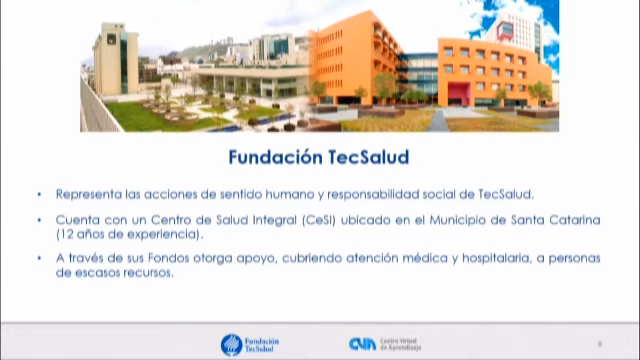 Fundación TecSalud
• Representa las acciones de sentido humano y responsabilidad social de TecSalud.
• Cuenta con un Centro de Salud Integral (CeSI) ubicado en el Municipio de Santa Catarina
(12 años de experiencia).
• A través de sus Fondos otorga apoyo, cubriendo atención médica y hospitalaria, a personas
de escasos recursos.
Fundación
TecSalud
CVA
Centro Virtual
de Aprendizaje